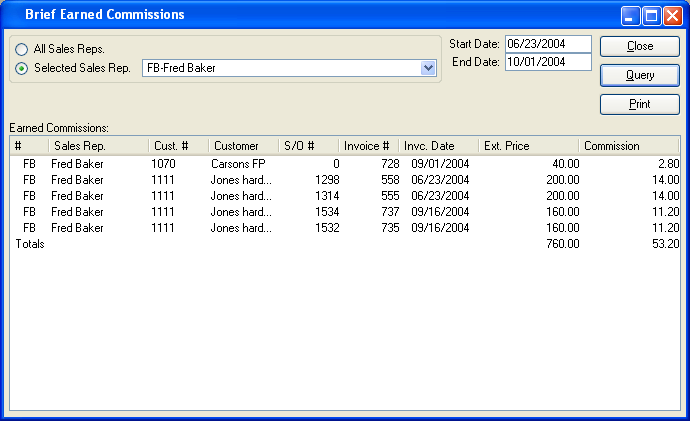 Brief Earned Commissions
All Sales Reps.
Selected Sales Rep. FB-Fred Baker
Start Date: 06/23/2004
End Date: 10/01/2004
Close
Query
Print
Earned Commissions:
# Sales Rep. Cust. # Customer S/O # Invoice # Invc. Date Ext. Price Commission
FB Fred Baker 1070 Carsons FP 0 728 09/01/2004 40.00 2.80
FB Fred Baker 1111 Jones hard... 1298 558 06/23/2004 200.00 14.00
FB Fred Baker 1111 Jones hard... 1314 555 06/23/2004 200.00 14.00
FB Fred Baker 1111 Jones hard... 1534 737 09/16/2004 160.00 11.20
FB Fred Baker 1111 Jones hard... 1532 735 09/16/2004 160.00 11.20
Totals 760.00 53.20